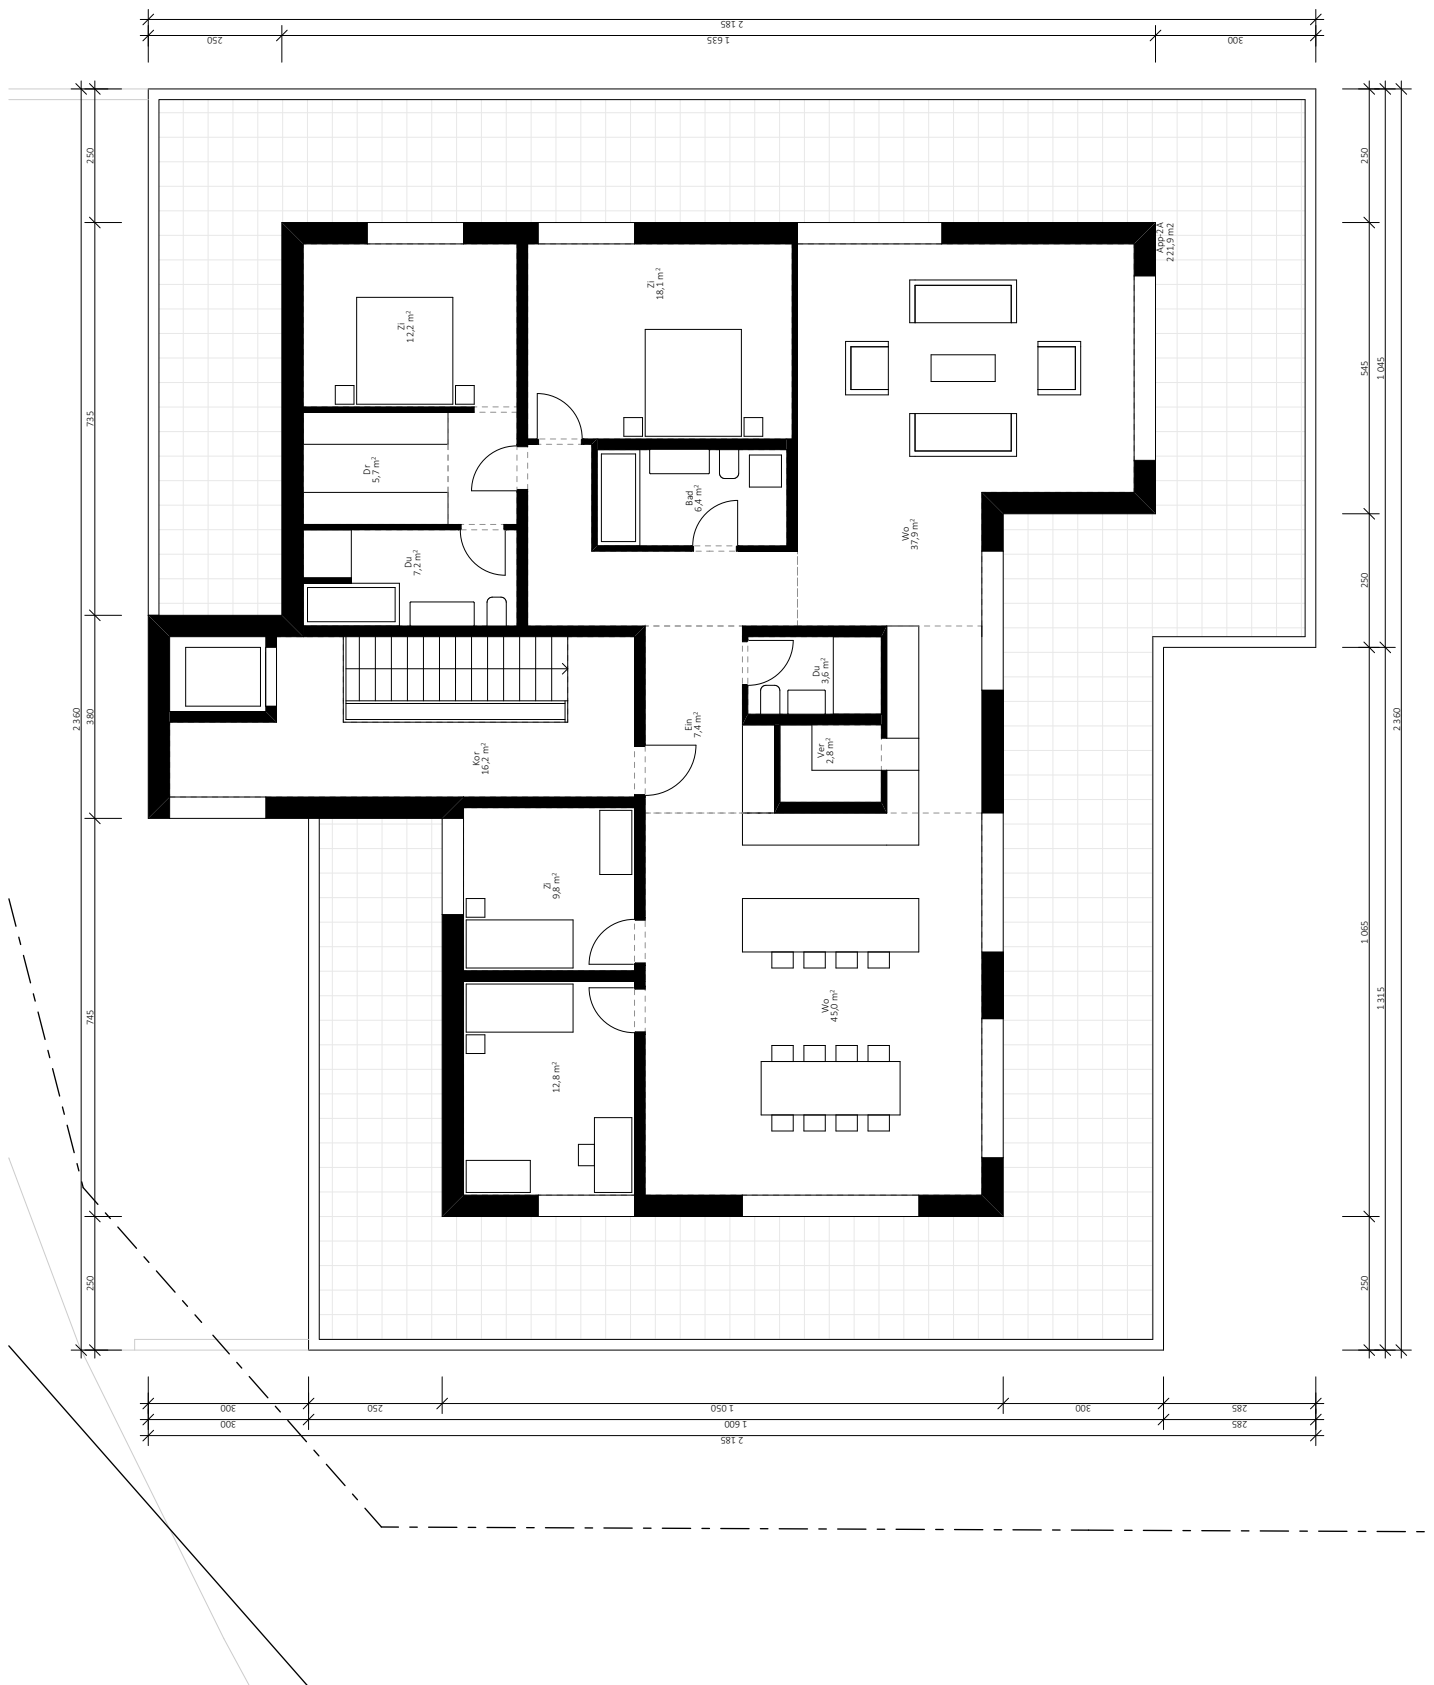 2 185
250
1 635
300
250
735
2 360
380
745
250
250
545
1 045
250
1 065
1 315
2 360
250
App-2A
221,9 m2
Zi
12,2 m²
Zi
18,1 m²
Dr
5,7 m²
Bad
6,4 m²
Wo
37,9 m²
Du
7,2 m²
Du
3,6 m²
Ein
7,4 m²
Ver
2,8 m²
Kor
16,2 m²
Zi
9,8 m²
Wo
45,0 m²
12,8 m²
300
250
1 050
300
285
300
1 600
285
2 185